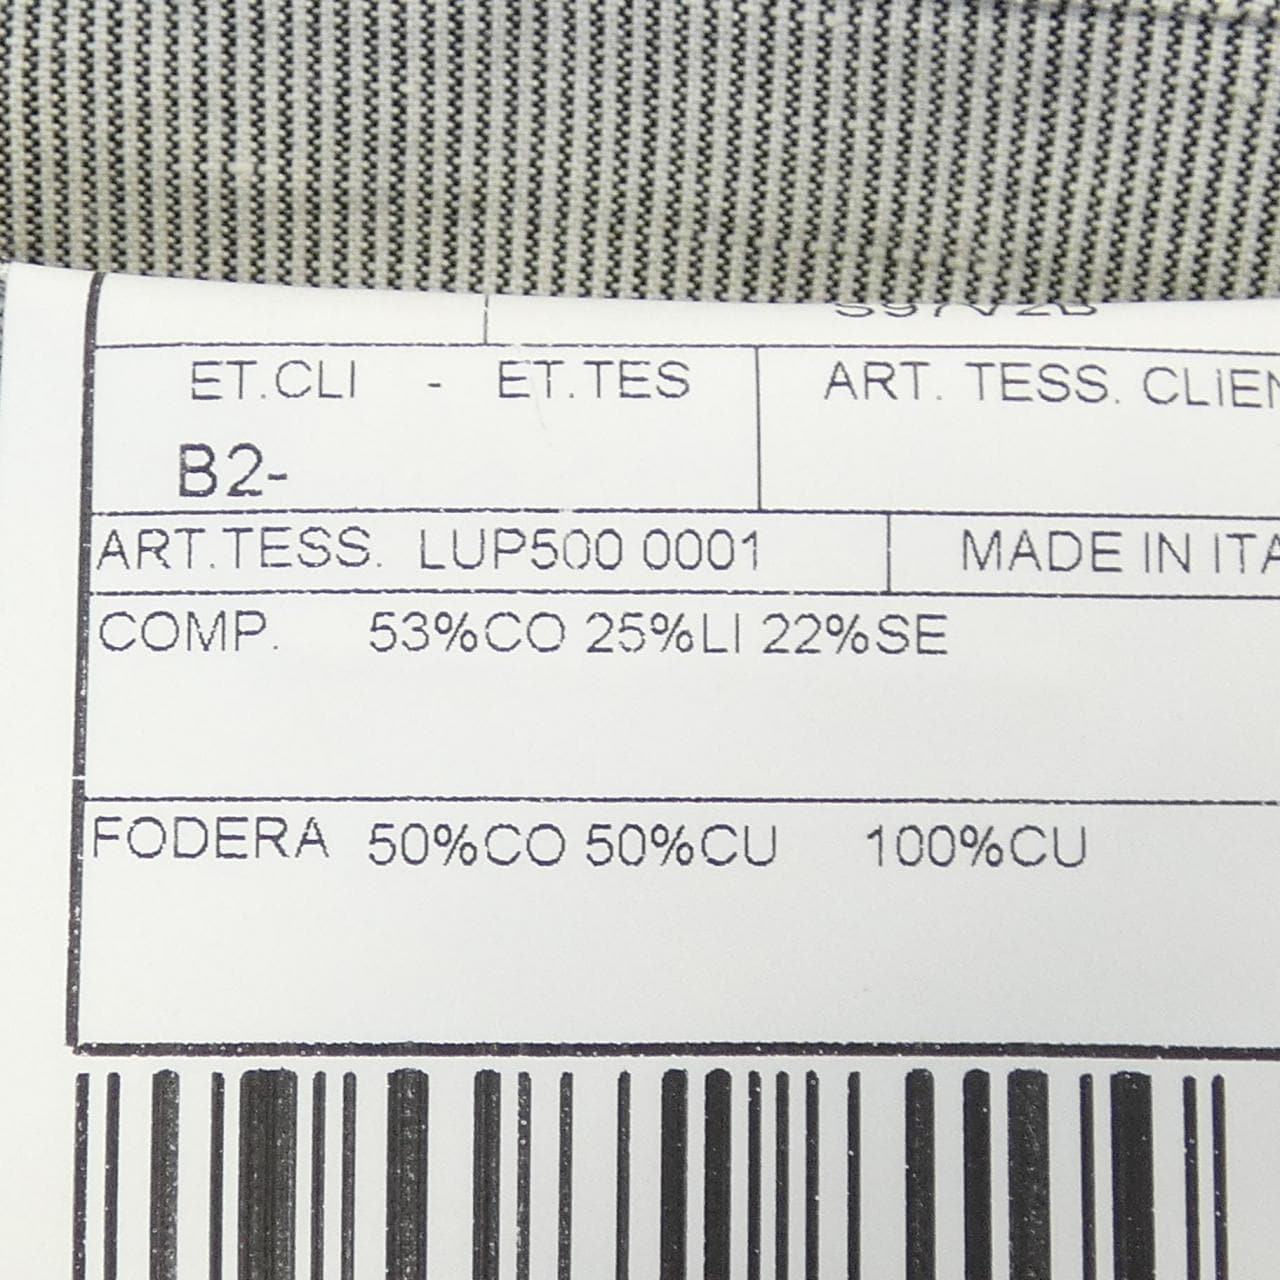 ET.CLI - ET.TES ART. TESS. CLIEN
B2-
ART.TESS. LUP500 0001 MADE IN ITA
COMP. 53%CO 25%LI 22%SE
FODERA 50%CO 50%CU 100%CU